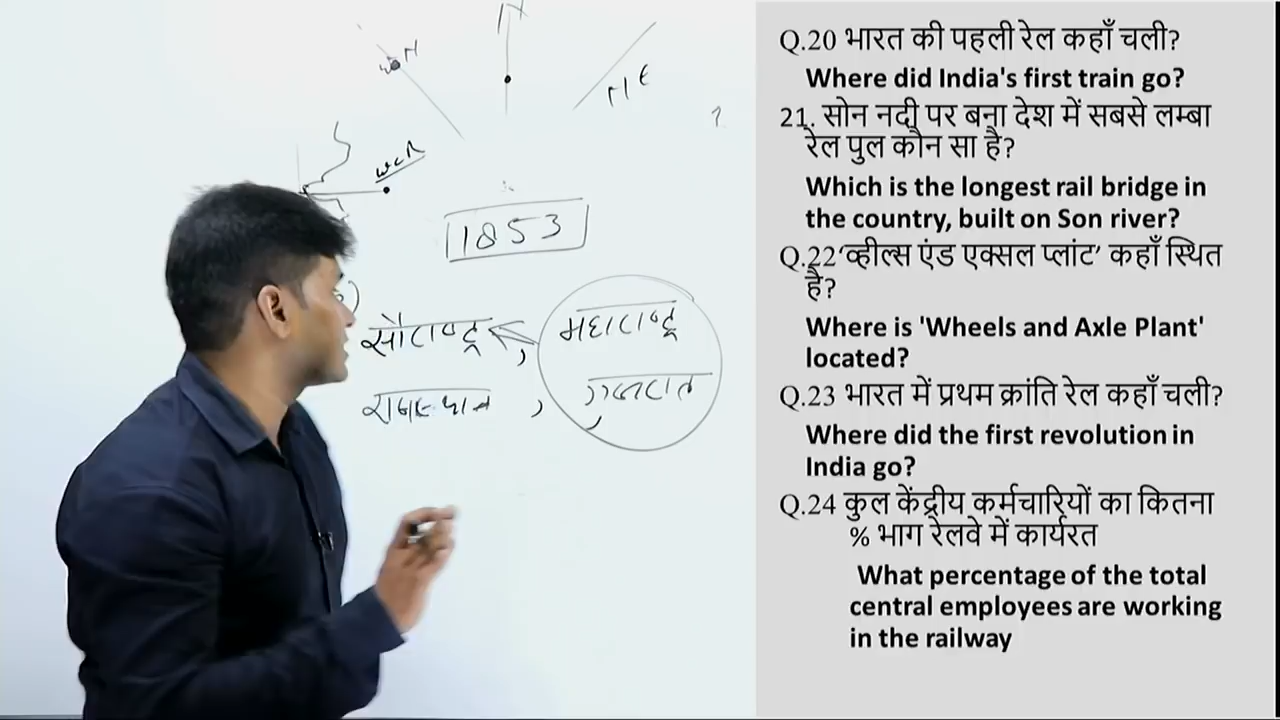 N
W N
N E
WCR
1853
सौराष्ट्र , महाराष्ट्र
राजस्थान , गुजरात
Q.20 भारत की पहली रेल कहाँ चली?
Where did India's first train go?
21. सोन नदी पर बना देश में सबसे लम्बा
रेल पुल कौन सा है?
Which is the longest rail bridge in
the country, built on Son river?
Q.22 ‘व्हील्स एंड एक्सल प्लांट’ कहाँ स्थित
है?
Where is 'Wheels and Axle Plant'
located?
Q.23 भारत में प्रथम क्रांति रेल कहाँ चली?
Where did the first revolution in
India go?
Q.24 कुल केंद्रीय कर्मचारियों का कितना
% भाग रेलवे में कार्यरत
What percentage of the total
central employees are working
in the railway